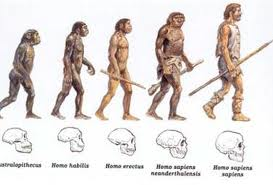 ustralopithecus
Homo habilis
Homo erectus
Homo sapiens
neanderthalensis
Homo sapiens
sapiens